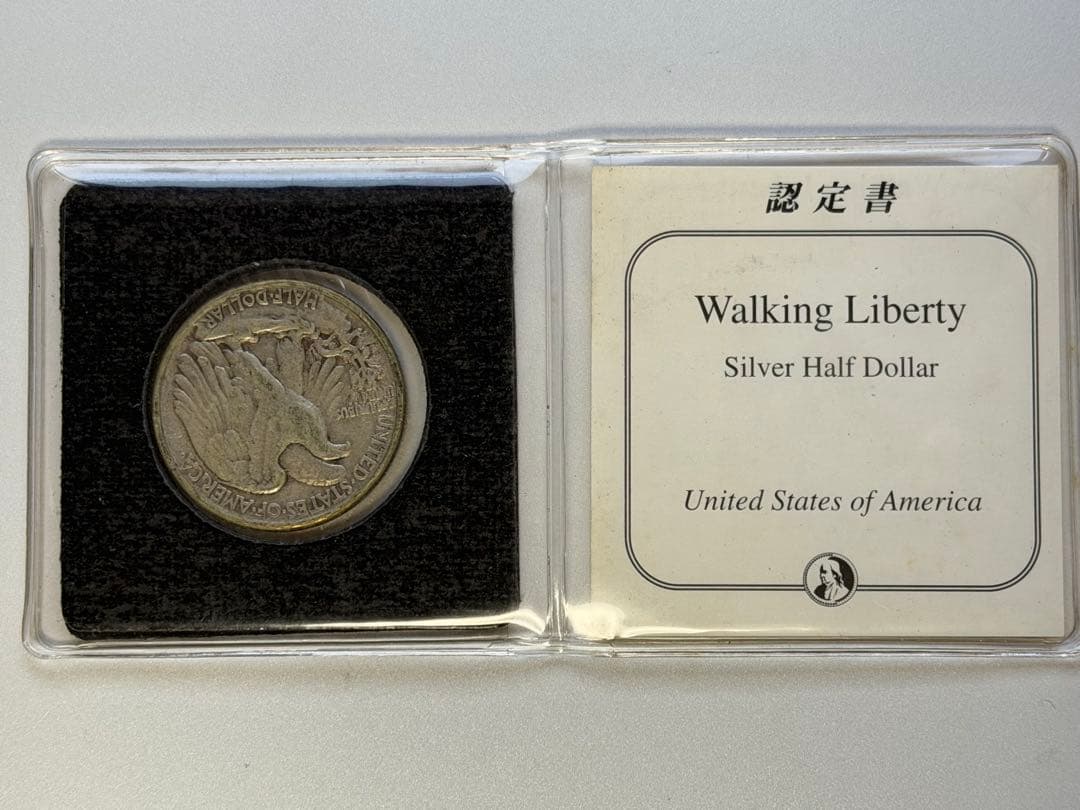 HALF·DOLLAR
UNITED·STATES·OF·AMERICA
認定書
Walking Liberty
Silver Half Dollar
United States of America